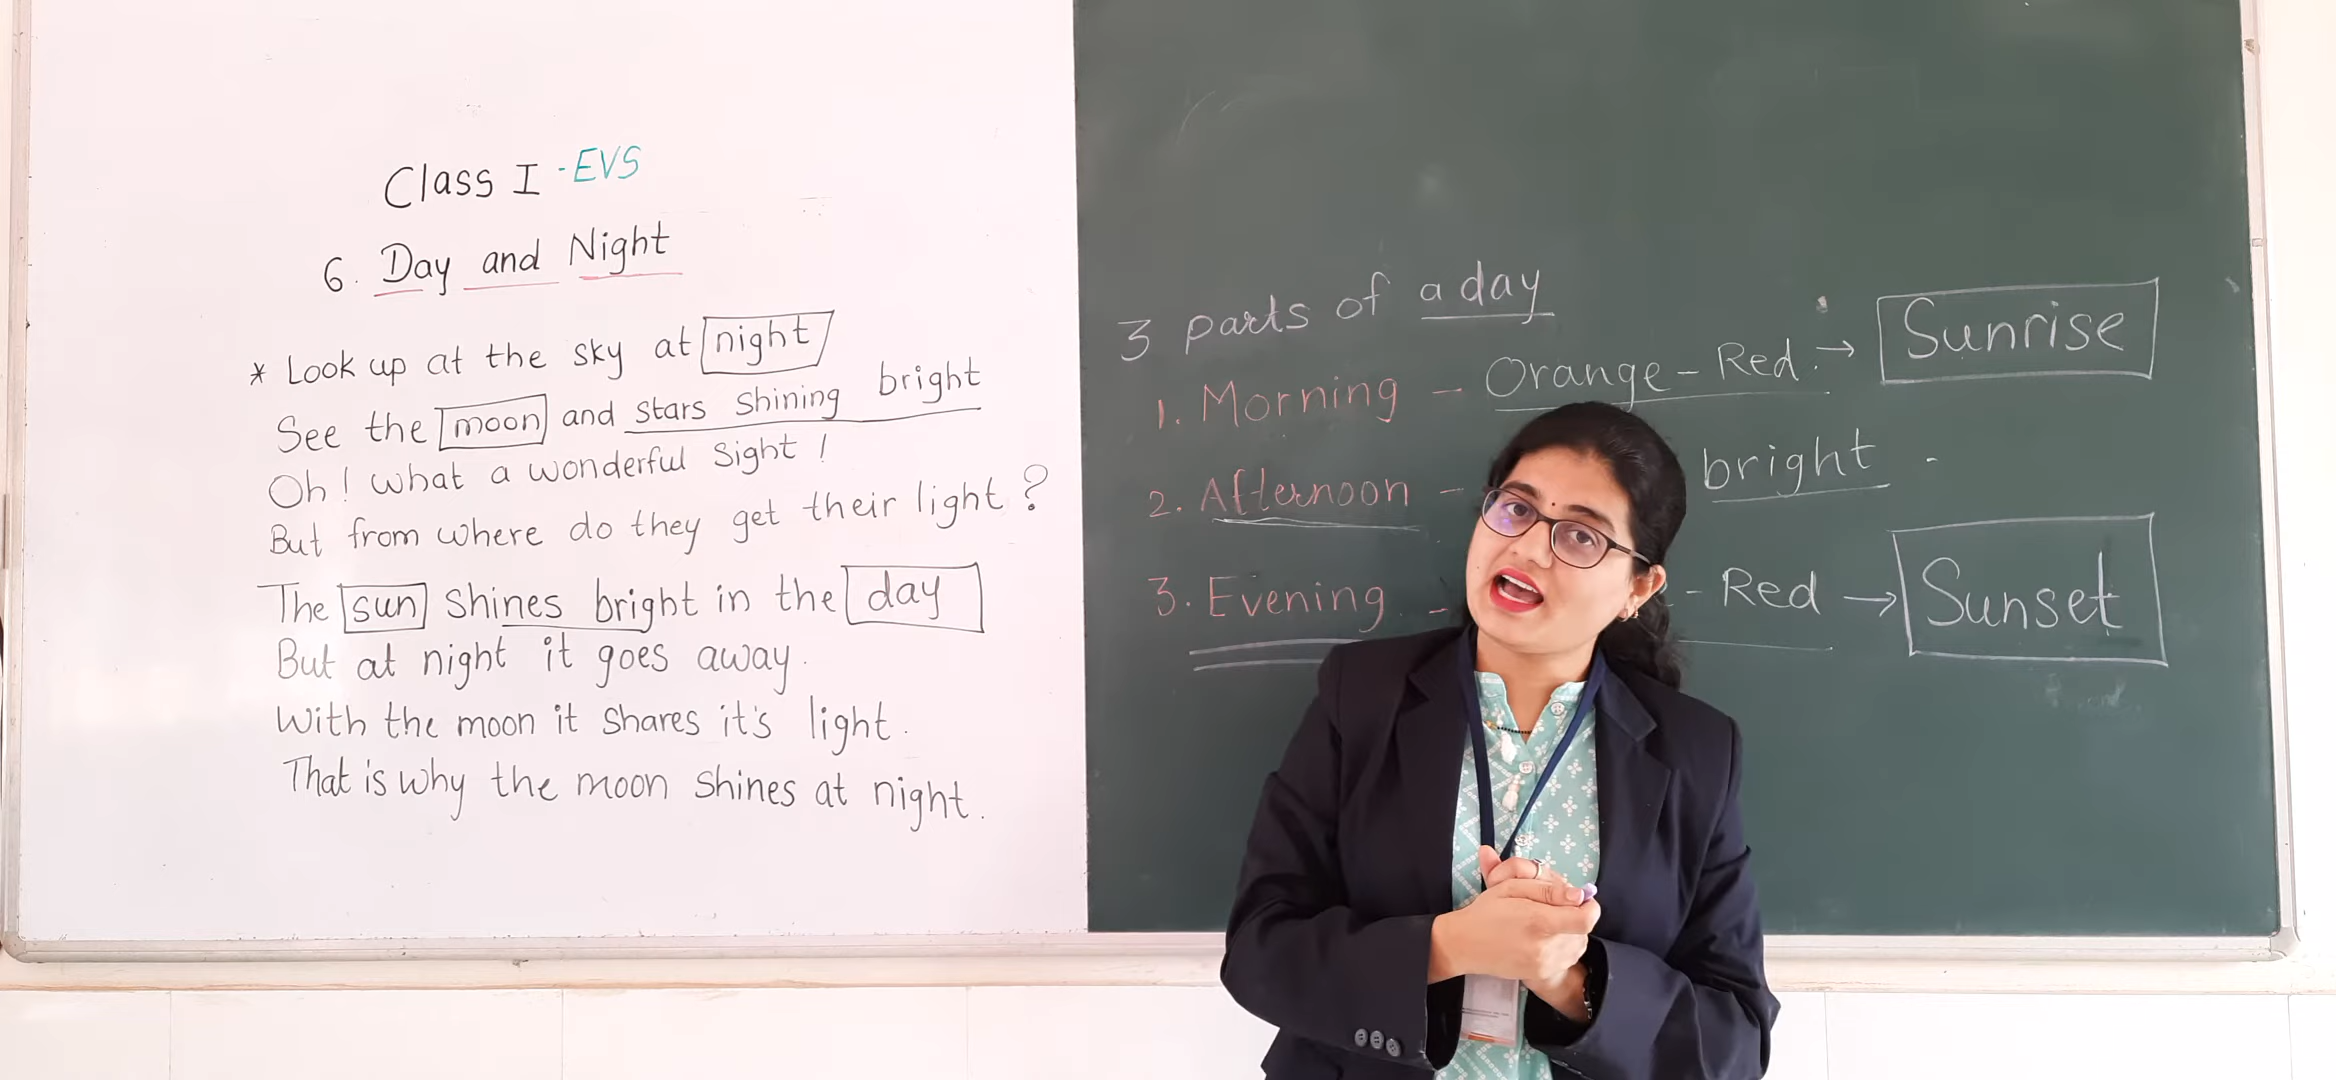 Class I - EVS
6. Day and Night
* Look up at the sky at night
See the moon and stars shining bright
Oh! what a wonderful sight!
But from where do they get their light?
The sun shines bright in the day
But at night it goes away.
With the moon it shares it's light.
That is why the moon shines at night.
3 parts of a day
1. Morning - Orange - Red. → Sunrise
2. Afternoon - bright .
3. Evening - - Red → Sunset